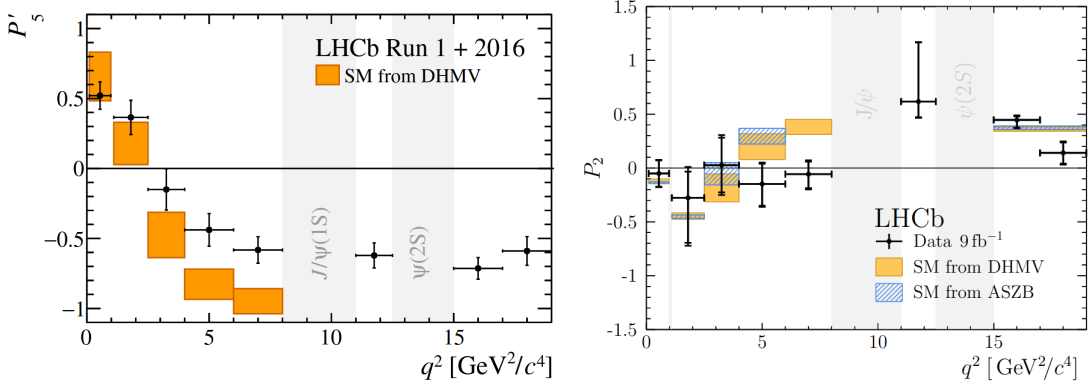 P′5
1
0.5
0
−0.5
−1
LHCb Run 1 + 2016
SM from DHMV
J/ψ(1S)
ψ(2S)
0 5 10 15
q² [GeV²/c⁴]
P₂
1.5
1
0.5
0
-0.5
-1
-1.5
J/ψ
ψ(2S)
LHCb
Data 9 fb⁻¹
SM from DHMV
SM from ASZB
0 5 10 15
q² [GeV²/c⁴]